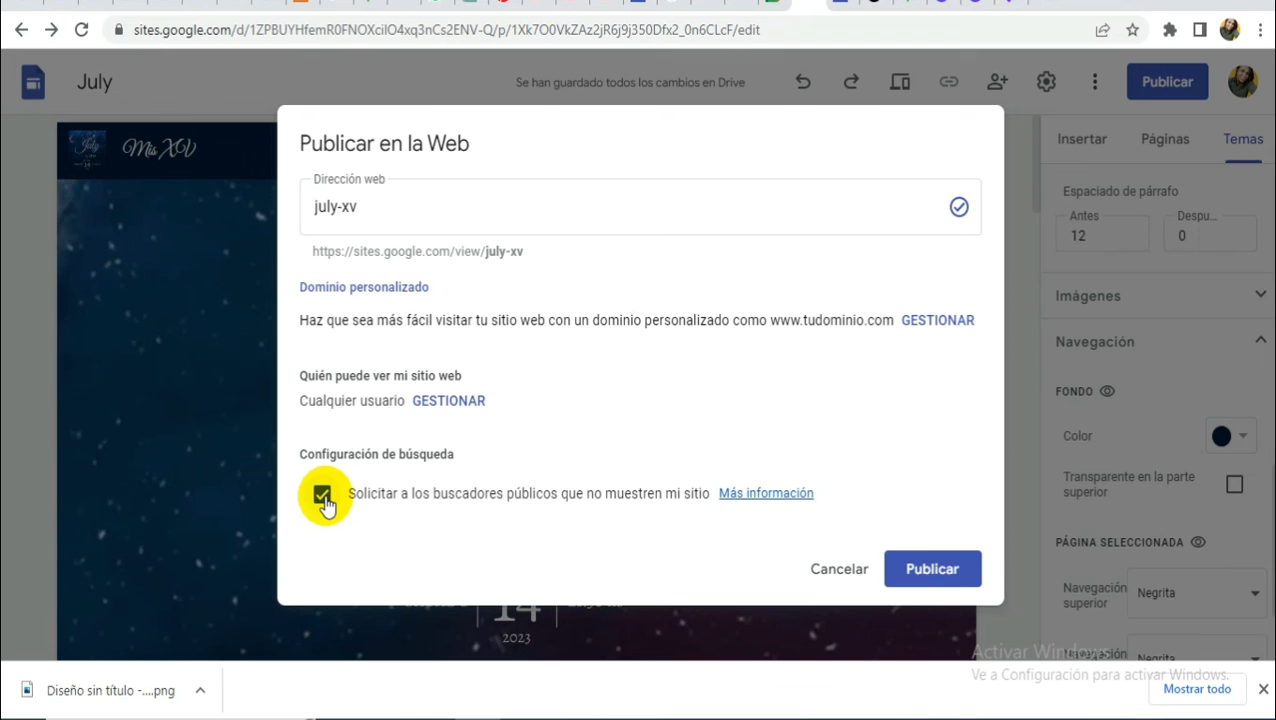 sites.google.com/d/1ZPBUYHfemR0FNOXcilO4xq3nCs2ENV-Q/p/1Xk7O0VkZAz2jR6j9j350Dfx2_0n6CLcF/edit
July
Se han guardado todos los cambios en Drive
Publicar
July
Mis XV
Publicar en la Web
Dirección web
july-xv
https://sites.google.com/view/july-xv
Dominio personalizado
Haz que sea más fácil visitar tu sitio web con un dominio personalizado como www.tudominio.com GESTIONAR
Quién puede ver mi sitio web
Cualquier usuario GESTIONAR
Configuración de búsqueda
Solicitar a los buscadores públicos que no muestren mi sitio Más información
Cancelar
Publicar
14
2023
Insertar
Páginas
Temas
Espaciado de párrafo
Antes
12
Despu...
0
Imágenes
Navegación
FONDO
Color
Transparente en la parte
superior
PÁGINA SELECCIONADA
Navegación
superior
Negrita
Navegación
Negrita
Activar Windows
Ve a Configuración para activar Windows.
Diseño sin título -....png
Mostrar todo